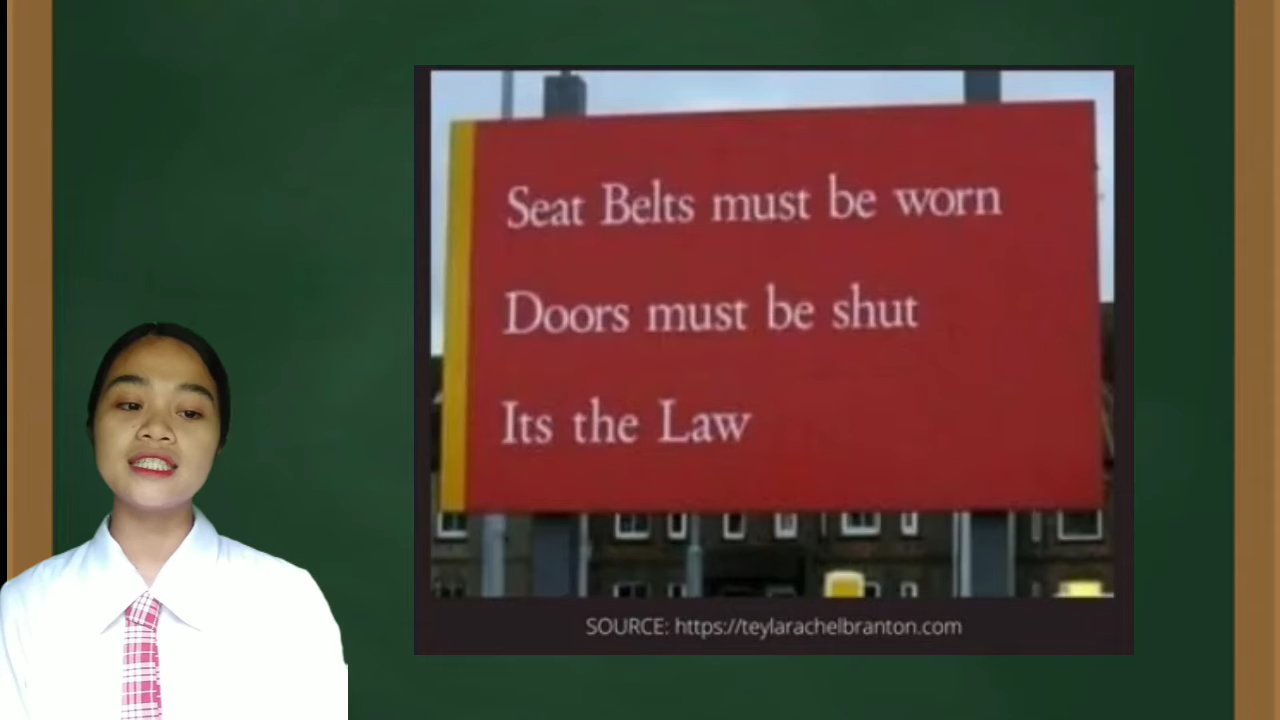 Seat Belts must be worn
Doors must be shut
Its the Law
SOURCE: https://teylarachelbranton.com